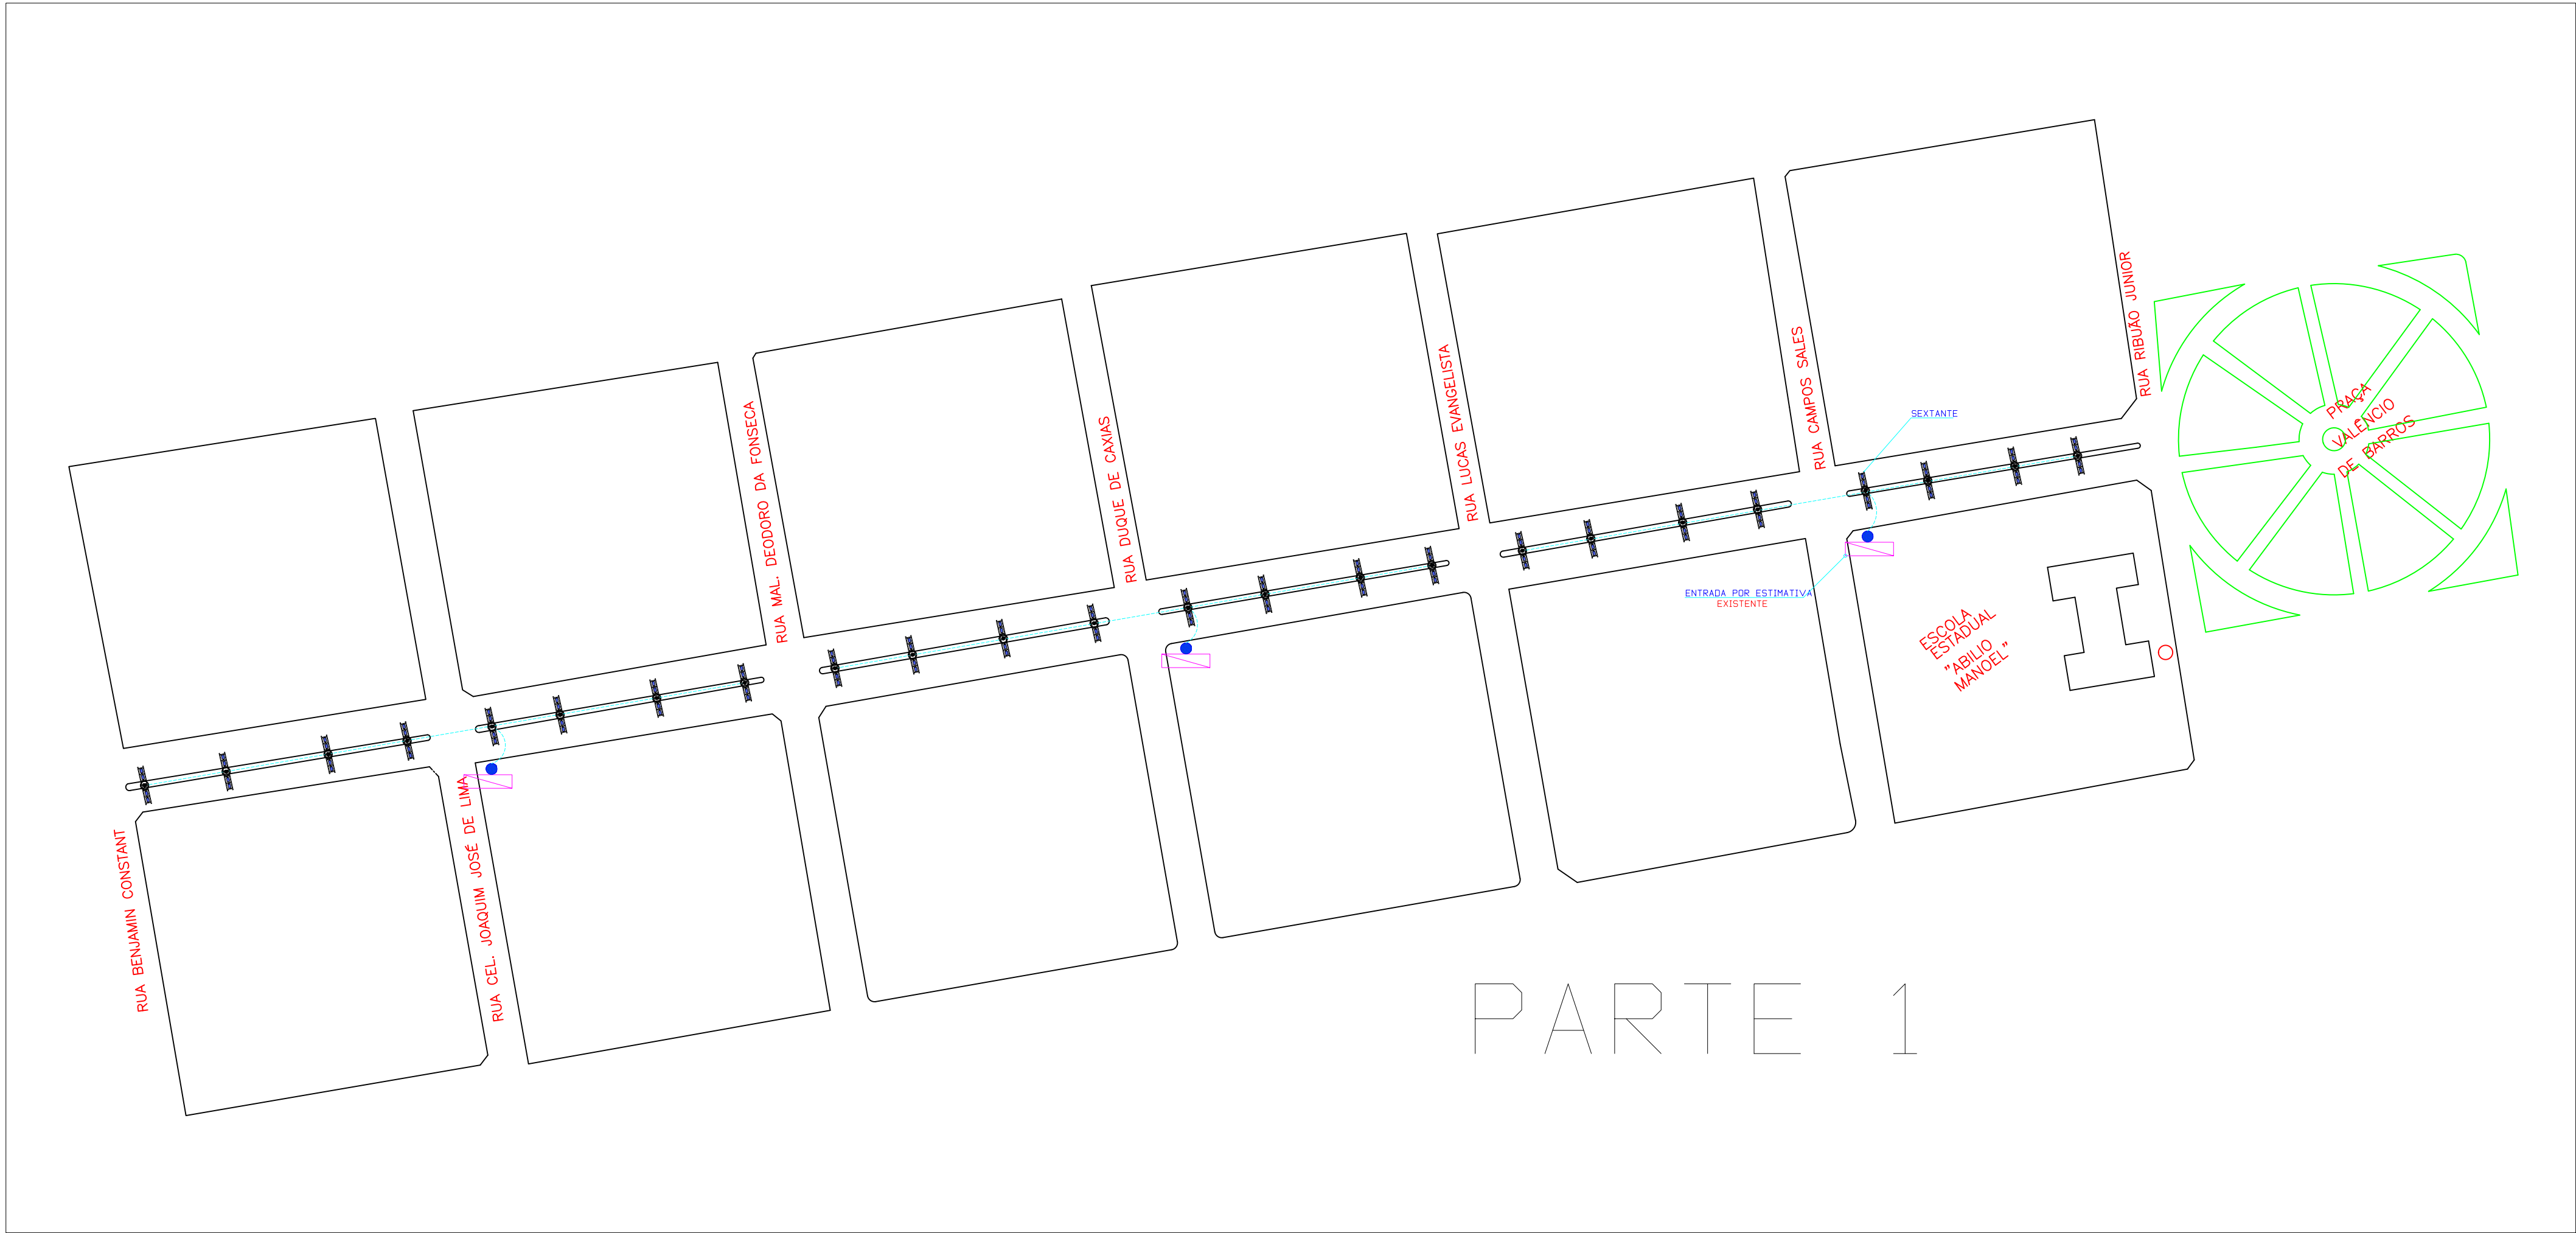 RUA BENJAMIN CONSTANT
RUA CEL. JOAQUIM JOSÉ DE LIMA
RUA MAL. DEODORO DA FONSECA
RUA DUQUE DE CAXIAS
RUA LUCAS EVANGELISTA
RUA CAMPOS SALES
RUA RIBUÃO JUNIOR
SEXTANTE
ENTRADA POR ESTIMATIVA
EXISTENTE
PRAÇA
VALÊNCIO
DE BARROS
ESCOLA
ESTADUAL
"ABILIO
MANOEL"
PARTE 1